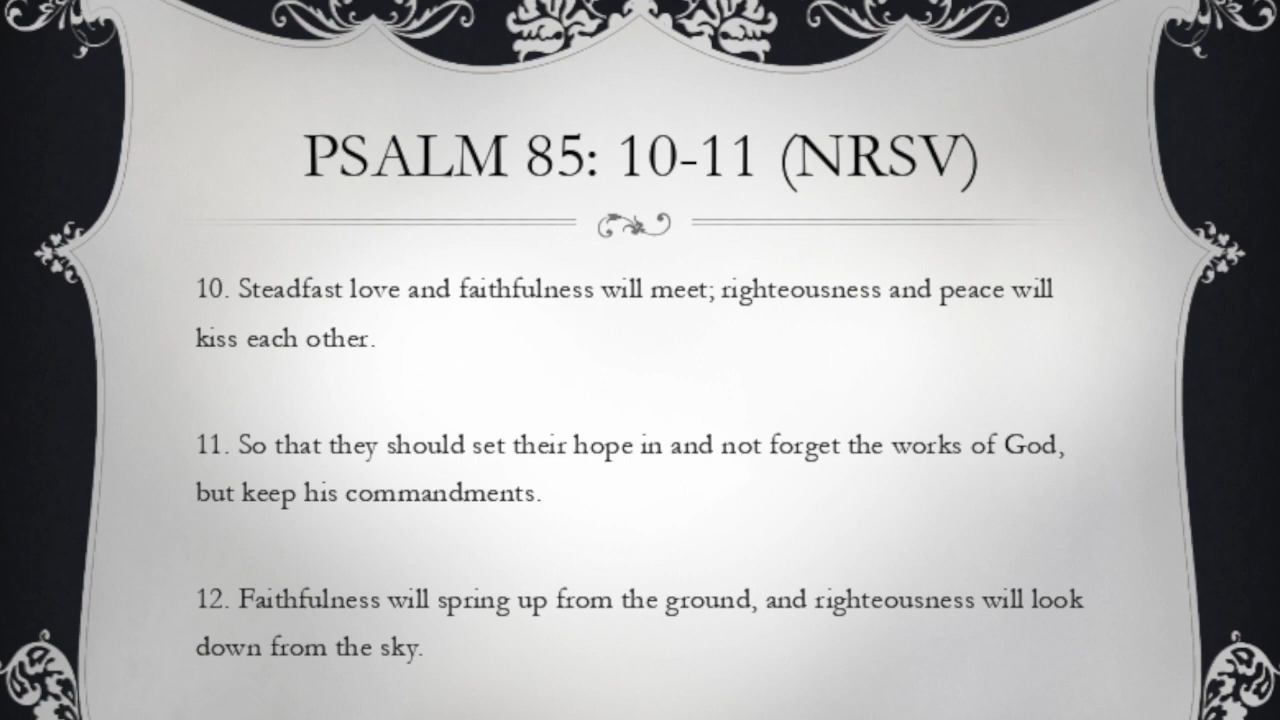 PSALM 85: 10-11 (NRSV)
10. Steadfast love and faithfulness will meet; righteousness and peace will
kiss each other.
11. So that they should set their hope in and not forget the works of God,
but keep his commandments.
12. Faithfulness will spring up from the ground, and righteousness will look
down from the sky.